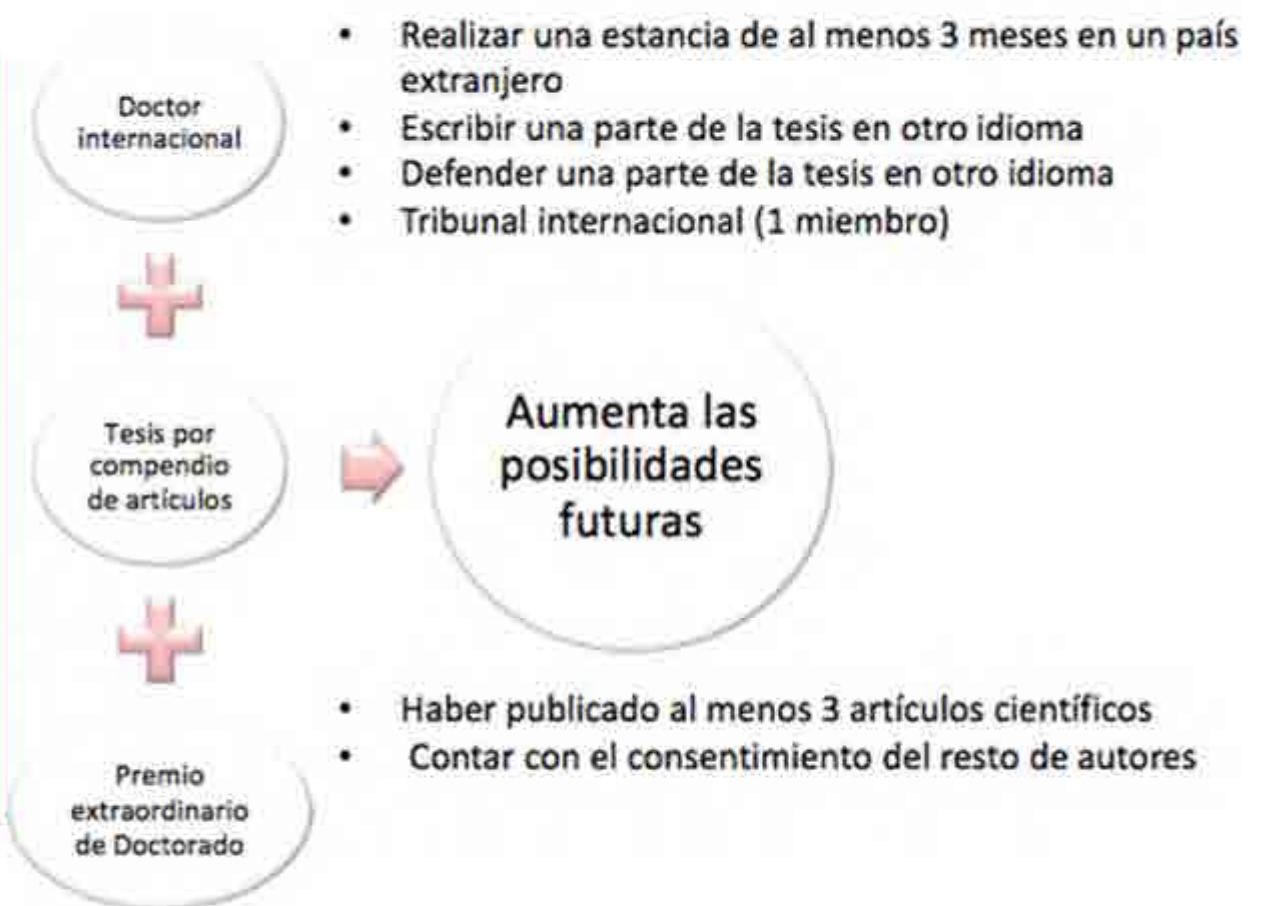 Doctor
internacional
• Realizar una estancia de al menos 3 meses en un país
extranjero
• Escribir una parte de la tesis en otro idioma
• Defender una parte de la tesis en otro idioma
• Tribunal internacional (1 miembro)
Tesis por
compendio
de artículos
Aumenta las
posibilidades
futuras
Premio
extraordinario
de Doctorado
• Haber publicado al menos 3 artículos científicos
• Contar con el consentimiento del resto de autores